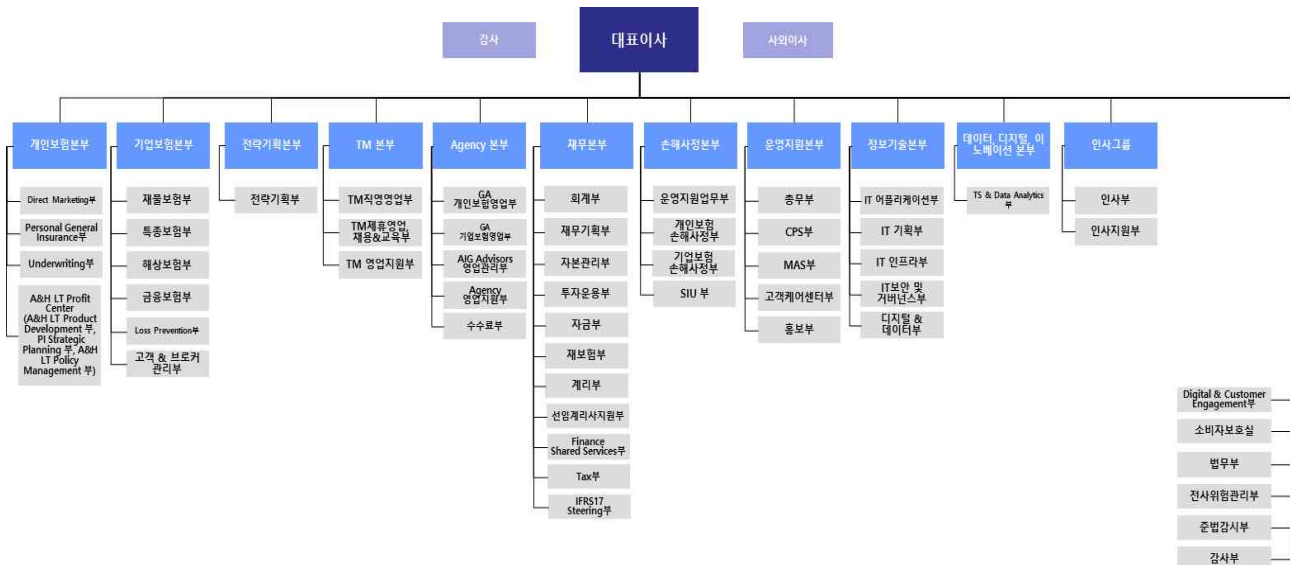 감사
대표이사
사외이사
개인보험본부
Direct Marketing부
Personal General
Insurance부
Underwriting부
A&H LT Profit
Center
(A&H LT Product
Development 부,
PI Strategic
Planning 부, A&H
LT Policy
Management 부)
기업보험본부
재물보험부
특종보험부
해상보험부
금융보험부
Loss Prevention부
고객 & 브로커
관리부
전략기획본부
전략기획부
TM 본부
TM직영영업부
TM제휴영업,
채용&교육부
TM 영업지원부
Agency 본부
GA
개인보험영업부
GA
기업보험영업부
AIG Advisors
영업관리부
Agency
영업지원부
수수료부
재무본부
회계부
재무기획부
자본관리부
투자운용부
자금부
재보험부
계리부
선임계리사지원부
Finance
Shared Services부
Tax부
IFRS17
Steering부
손해사정본부
운영지원업무부
개인보험
손해사정부
기업보험
손해사정부
SIU 부
운영지원본부
총무부
CPS부
MAS부
고객케어센터부
홍보부
정보기술본부
IT 어플리케이션부
IT 기획부
IT 인프라부
IT보안 및
거버넌스부
디지털 &
데이터부
데이터, 디지털, 이
노베이션 본부
TS & Data Analytics
부
인사그룹
인사부
인사지원부
Digital & Customer
Engagement부
소비자보호실
법무부
전사위험관리부
준법감시부
감사부